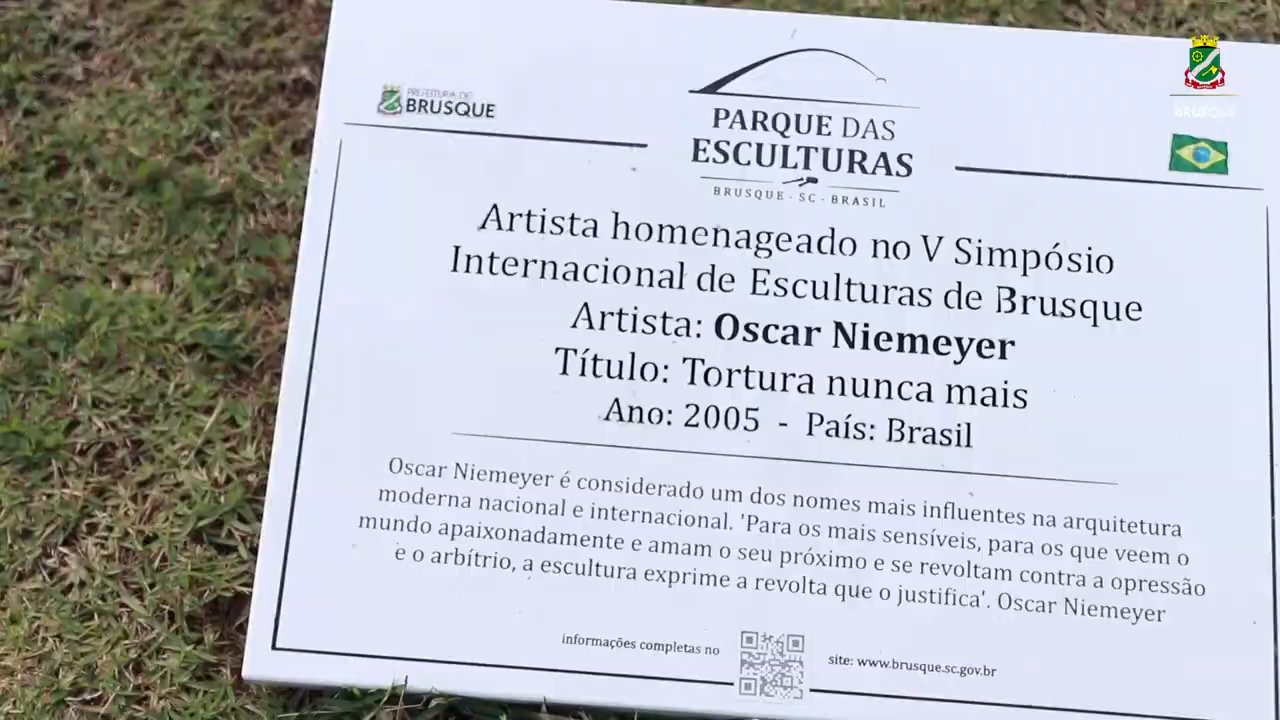 PREFEITURA DE
BRUSQUE
PARQUE DAS
ESCULTURAS
BRUSQUE - SC - BRASIL
BRUSQUE
Artista homenageado no V Simpósio
Internacional de Esculturas de Brusque
Artista: Oscar Niemeyer
Título: Tortura nunca mais
Ano: 2005 - País: Brasil
Oscar Niemeyer é considerado um dos nomes mais influentes na arquitetura
moderna nacional e internacional. 'Para os mais sensíveis, para os que veem o
mundo apaixonadamente e amam o seu próximo e se revoltam contra a opressão
e o arbítrio, a escultura exprime a revolta que o justifica'. Oscar Niemeyer
informações completas no
site: www.brusque.sc.gov.br